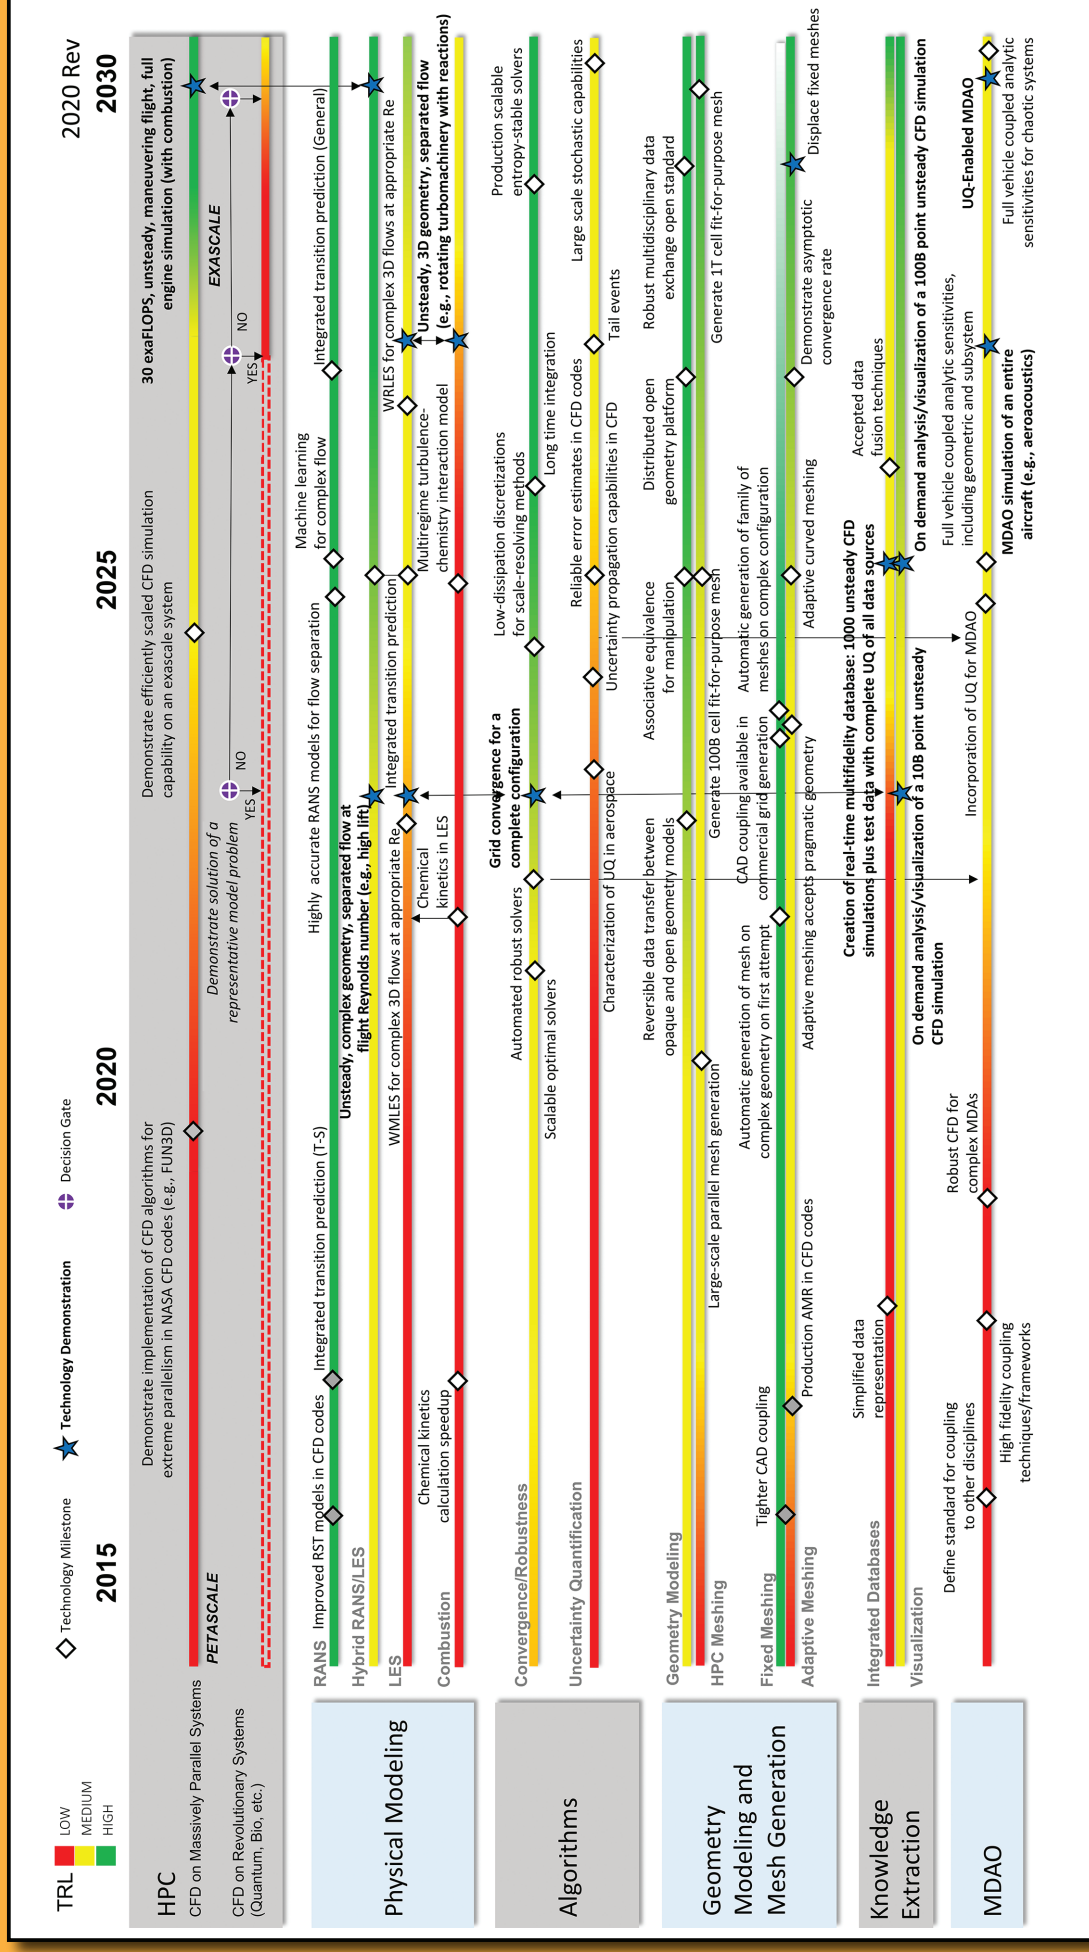 2020 Rev
TRL
LOW
MEDIUM
HIGH
Technology Milestone
Technology Demonstration
Decision Gate
2015
2020
2025
2030
HPC
CFD on Massively Parallel Systems
CFD on Revolutionary Systems
(Quantum, Bio, etc.)
PETASCALE
Demonstrate implementation of CFD algorithms for
extreme parallelism in NASA CFD codes (e.g., FUN3D)
Demonstrate efficiently scaled CFD simulation
capability on an exascale system
30 exaFLOPS, unsteady, maneuvering flight, full
engine simulation (with combustion)
EXASCALE
Demonstrate solution of a
representative model problem
NO
YES
NO
YES
Physical Modeling
RANS
Hybrid RANS/LES
LES
Combustion
Improved RST models in CFD codes
Integrated transition prediction (T-S)
Highly accurate RANS models for flow separation
Machine learning
for complex flow
Integrated transition prediction (General)
Unsteady, complex geometry, separated flow at
flight Reynolds number (e.g., high lift)
Integrated transition prediction
WMLES for complex 3D flows at appropriate Re
WRLES for complex 3D flows at appropriate Re
Chemical kinetics
calculation speedup
Chemical
kinetics in LES
Multiregime turbulence-
chemistry interaction model
Unsteady, 3D geometry, separated flow
(e.g., rotating turbomachinery with reactions)
Algorithms
Convergence/Robustness
Uncertainty Quantification
Automated robust solvers
Scalable optimal solvers
Grid convergence for a
complete configuration
Low-dissipation discretizations
for scale-resolving methods
Long time integration
Production scalable
entropy-stable solvers
Characterization of UQ in aerospace
Reliable error estimates in CFD codes
Uncertainty propagation capabilities in CFD
Tail events
Large scale stochastic capabilities
Geometry
Modeling and
Mesh Generation
Geometry Modeling
HPC Meshing
Fixed Meshing
Adaptive Meshing
Reversible data transfer between
opaque and open geometry models
Associative equivalence
for manipulation
Distributed open
geometry platform
Robust multidisciplinary data
exchange open standard
Large-scale parallel mesh generation
Generate 100B cell fit-for-purpose mesh
Generate 1T cell fit-for-purpose mesh
Tighter CAD coupling
Automatic generation of mesh on
complex geometry on first attempt
CAD coupling available in
commercial grid generation
Automatic generation of family of
meshes on complex configuration
Production AMR in CFD codes
Adaptive meshing accepts pragmatic geometry
Adaptive curved meshing
Demonstrate asymptotic
convergence rate
Displace fixed meshes
Knowledge
Extraction
Integrated Databases
Visualization
Simplified data
representation
Creation of real-time multifidelity database: 1000 unsteady CFD
simulations plus test data with complete UQ of all data sources
Accepted data
fusion techniques
On demand analysis/visualization of a 10B point unsteady
CFD simulation
On demand analysis/visualization of a 100B point unsteady CFD simulation
MDAO
Define standard for coupling
to other disciplines
High fidelity coupling
techniques/frameworks
Robust CFD for
complex MDAs
Incorporation of UQ for MDAO
Full vehicle coupled analytic sensitivities,
including geometric and subsystem
MDAO simulation of an entire
aircraft (e.g., aeroacoustics)
UQ-Enabled MDAO
Full vehicle coupled analytic
sensitivities for chaotic systems